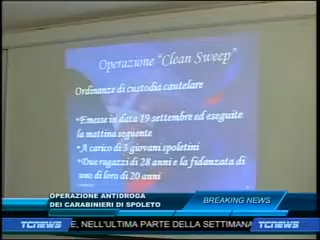 Operazione "Clean Sweep"
Ordinanze di custodia cautelare
•Emesse in data 19 settembre ed eseguite
la mattina seguente
•A carico di 5 giovani spoletini
•Due ragazzi di 28 anni e la fidanzata di
uno di loro di 20 anni
OPERAZIONE ANTIDROGA
DEI CARABINIERI DI SPOLETO
BREAKING NEWS
TCNEWS E, NELL'ULTIMA PARTE DELLA SETTIMANA TCNEWS